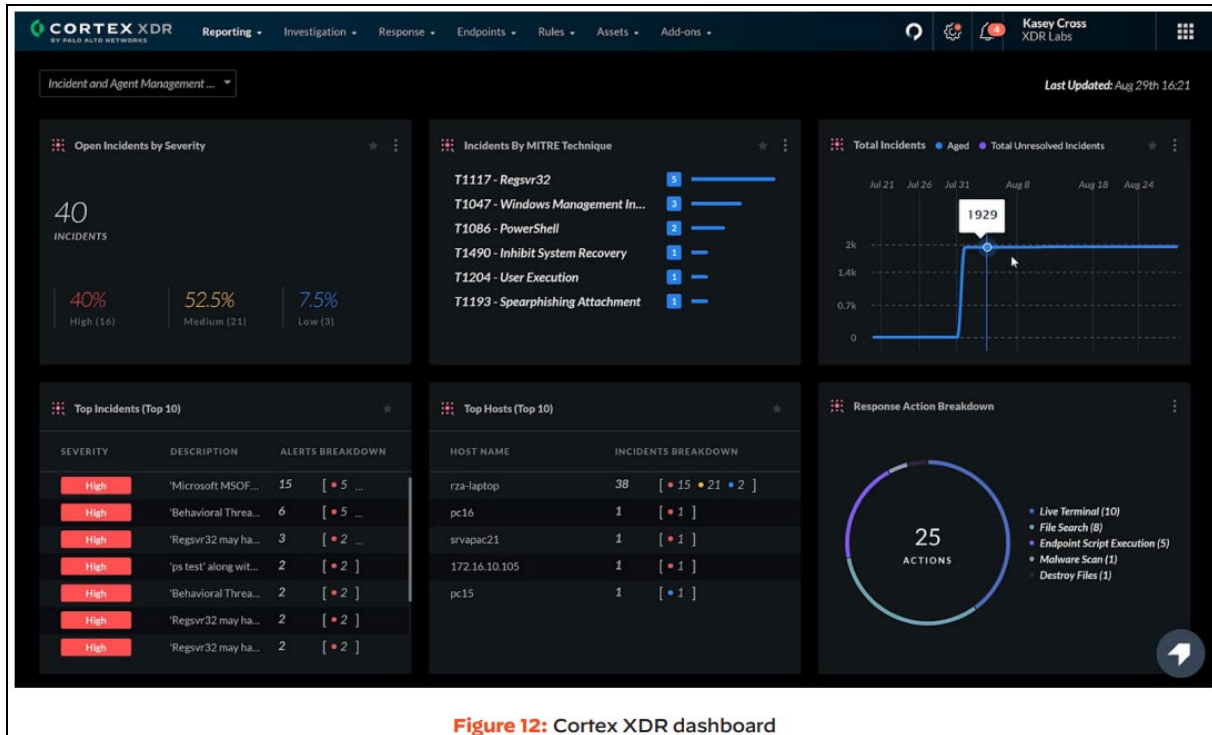 CORTEX XDR
BY PALO ALTO NETWORKS
Reporting Investigation Response Endpoints Rules Assets Add-ons
4
Kasey Cross
XDR Labs
Incident and Agent Management ...
Last Updated: Aug 29th 16:21
Open Incidents by Severity
40
INCIDENTS
40% 52.5% 7.5%
High (16) Medium (21) Low (3)
Incidents By MITRE Technique
T1117 - Regsvr32 5
T1047 - Windows Management In... 3
T1086 - PowerShell 2
T1490 - Inhibit System Recovery 1
T1204 - User Execution 1
T1193 - Spearphishing Attachment 1
Total Incidents Aged Total Unresolved Incidents
Jul 21 Jul 26 Jul 31 Aug 8 Aug 18 Aug 24
1929
2k
1.4k
0.7k
0
Top Incidents (Top 10)
SEVERITY DESCRIPTION ALERTS BREAKDOWN
High 'Microsoft MSOF... 15 [ • 5 ...
High 'Behavioral Threa... 6 [ • 5 ...
High 'Regsvr32 may ha... 3 [ • 2 ...
High 'ps test' along wit... 2 [ • 2 ]
High 'Behavioral Threa... 2 [ • 2 ]
High 'Regsvr32 may ha... 2 [ • 2 ]
High 'Regsvr32 may ha... 2 [ • 2 ]
Top Hosts (Top 10)
HOST NAME INCIDENTS BREAKDOWN
rza-laptop 38 [ • 15 • 21 • 2 ]
pc16 1 [ • 1 ]
srvapac21 1 [ • 1 ]
172.16.10.105 1 [ • 1 ]
pc15 1 [ • 1 ]
Response Action Breakdown
25
ACTIONS
Live Terminal (10)
File Search (8)
Endpoint Script Execution (5)
Malware Scan (1)
Destroy Files (1)
Figure 12: Cortex XDR dashboard